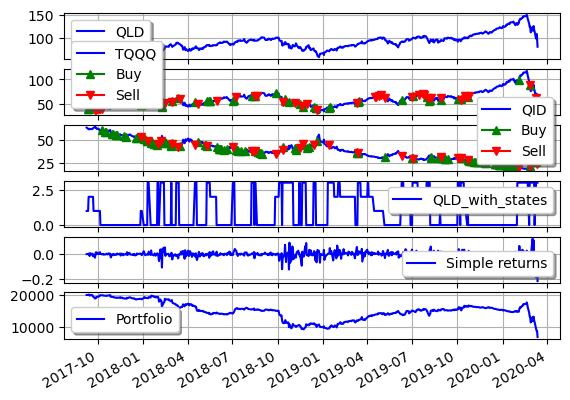 150
100
QLD
TQQQ
Buy
Sell
100
50
QID
Buy
Sell
50
25
2.5
0.0
QLD_with_states
0.0
−0.2
Simple returns
20000
10000
Portfolio
2017-10
2018-01
2018-04
2018-07
2018-10
2019-01
2019-04
2019-07
2019-10
2020-01
2020-04